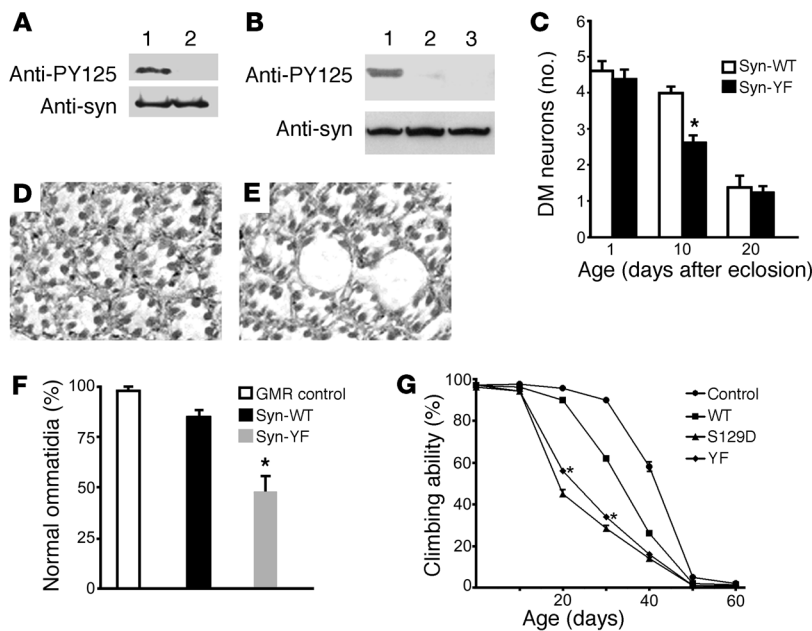 A
1 2
Anti-PY125
Anti-syn
B
1 2 3
Anti-PY125
Anti-syn
C
6
5
4
3
2
1
0
DM neurons (no.)
Syn-WT
Syn-YF
*
1 10 20
Age (days after eclosion)
D
E
F
100
75
50
25
0
Normal ommatidia (%)
GMR control
Syn-WT
Syn-YF
*
G
100
80
60
40
20
0
Climbing ability (%)
Control
WT
S129D
YF
*
*
20 40 60
Age (days)